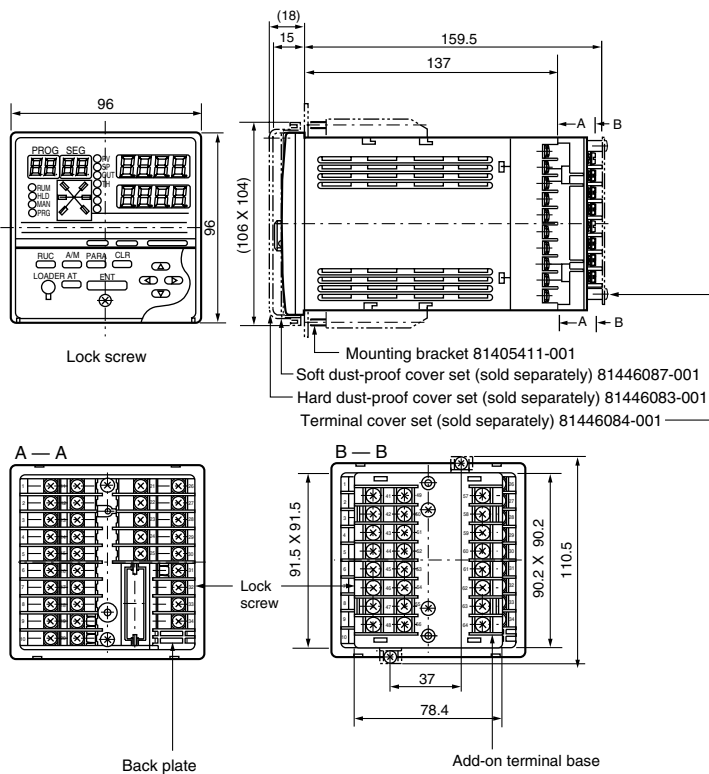 (18)
15
159.5
137
96
A
B
PROG SEG
PV
SP
OUT
TH
RUM
HLD
MAN
PRG
96
(106 X 104)
RUC A/M PARA CLR
LOADER AT ENT
A
B
Lock screw
Mounting bracket 81405411-001
Soft dust-proof cover set (sold separately) 81446087-001
Hard dust-proof cover set (sold separately) 81446083-001
Terminal cover set (sold separately) 81446084-001
A — A
B — B
91.5 X 91.5
90.2 X 90.2
110.5
Lock
screw
37
78.4
Back plate
Add-on terminal base